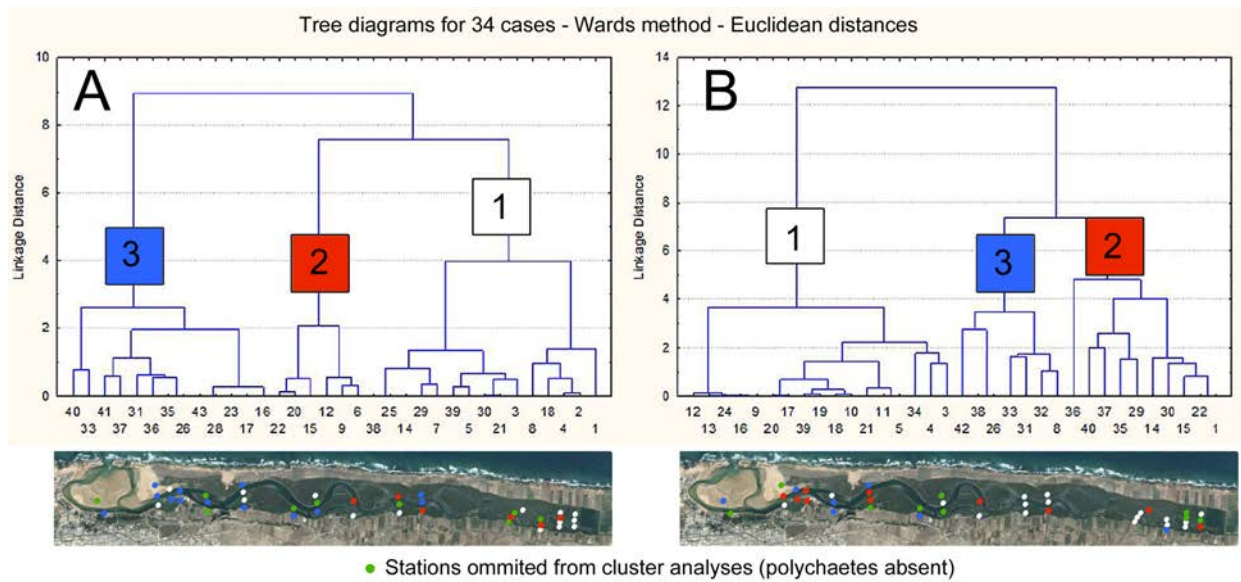 Tree diagrams for 34 cases - Wards method - Euclidean distances
A
10
8
6
4
2
0
Linkage Distance
3
2
1
40 41 31 35 43 23 16 20 12 6 25 29 39 30 3 18 2
33 37 36 26 28 17 22 15 9 38 14 7 5 21 8 4 1
B
14
12
10
8
6
4
2
0
Linkage Distance
1
3
2
12 24 9 17 19 10 11 34 3 38 33 32 36 37 29 30 22
13 16 20 39 18 21 5 4 42 26 31 8 40 35 14 15 1
Stations ommited from cluster analyses (polychaetes absent)